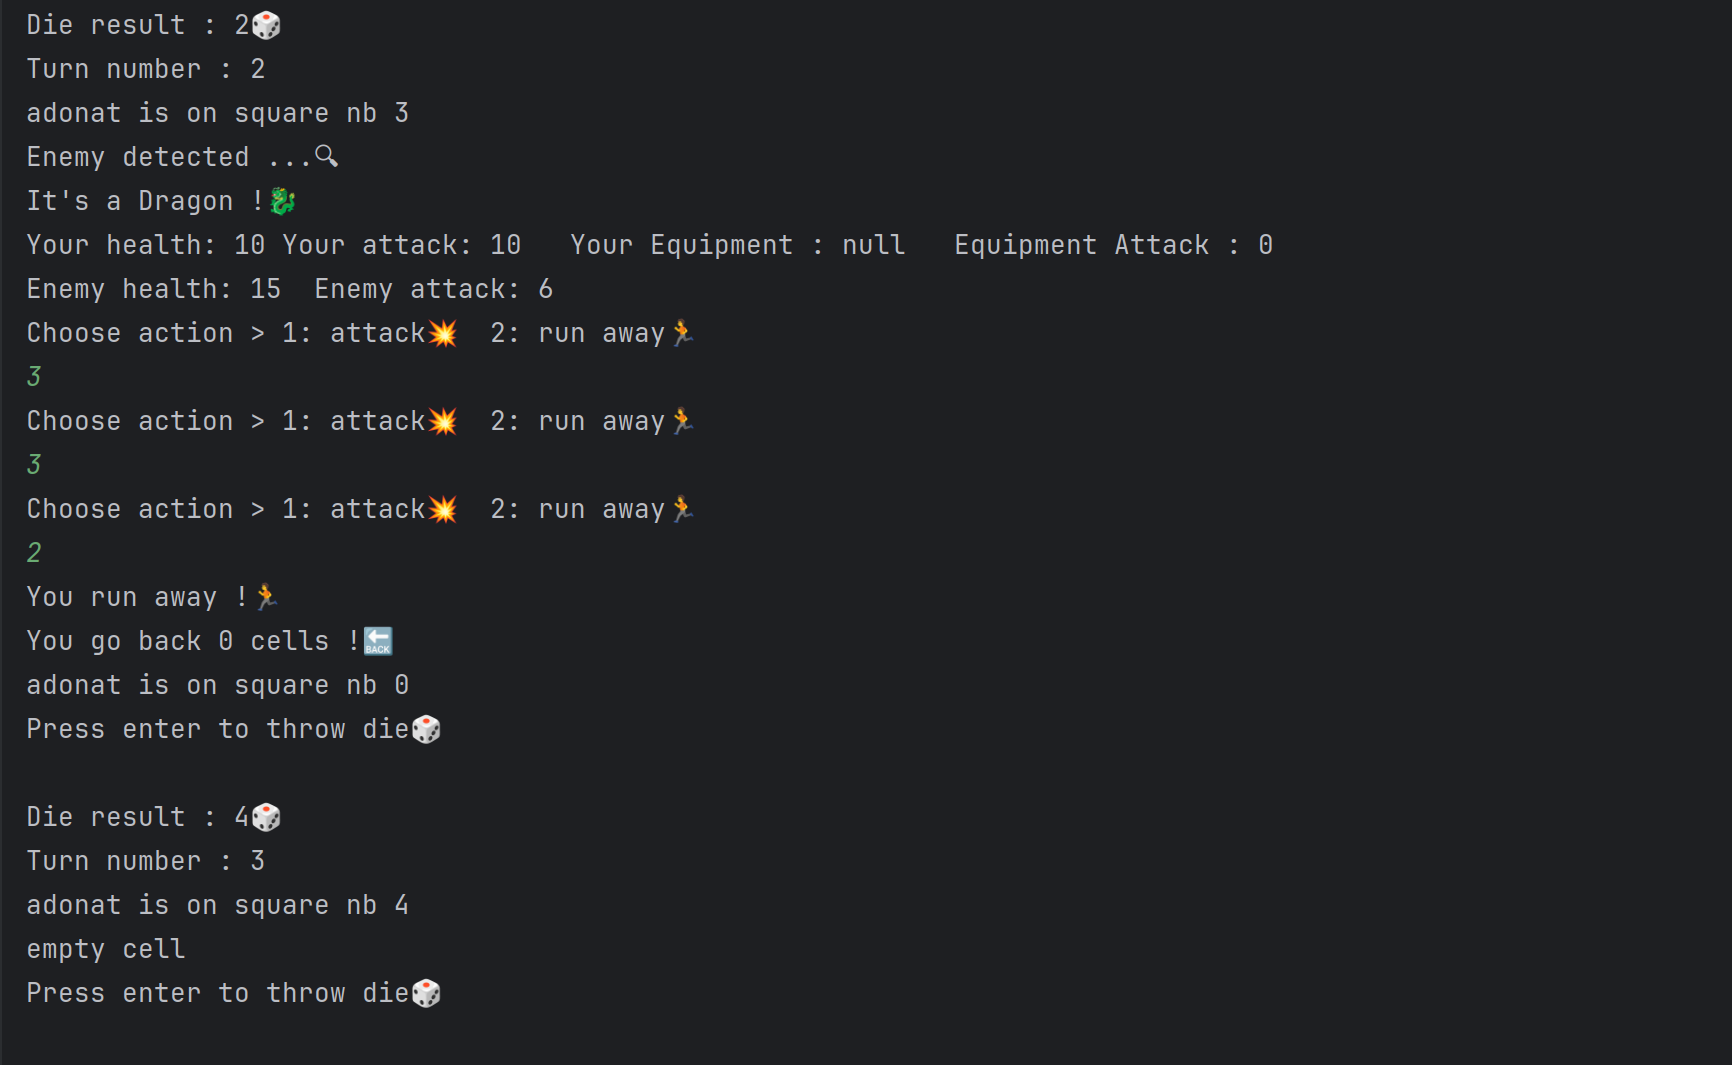 Die result : 2🎲
Turn number : 2
adonat is on square nb 3
Enemy detected ...🔍
It's a Dragon !🐉
Your health: 10 Your attack: 10   Your Equipment : null   Equipment Attack : 0
Enemy health: 15  Enemy attack: 6
Choose action > 1: attack💥  2: run away🏃
3
Choose action > 1: attack💥  2: run away🏃
3
Choose action > 1: attack💥  2: run away🏃
2
You run away !🏃
You go back 0 cells !🔙
adonat is on square nb 0
Press enter to throw die🎲

Die result : 4🎲
Turn number : 3
adonat is on square nb 4
empty cell
Press enter to throw die🎲